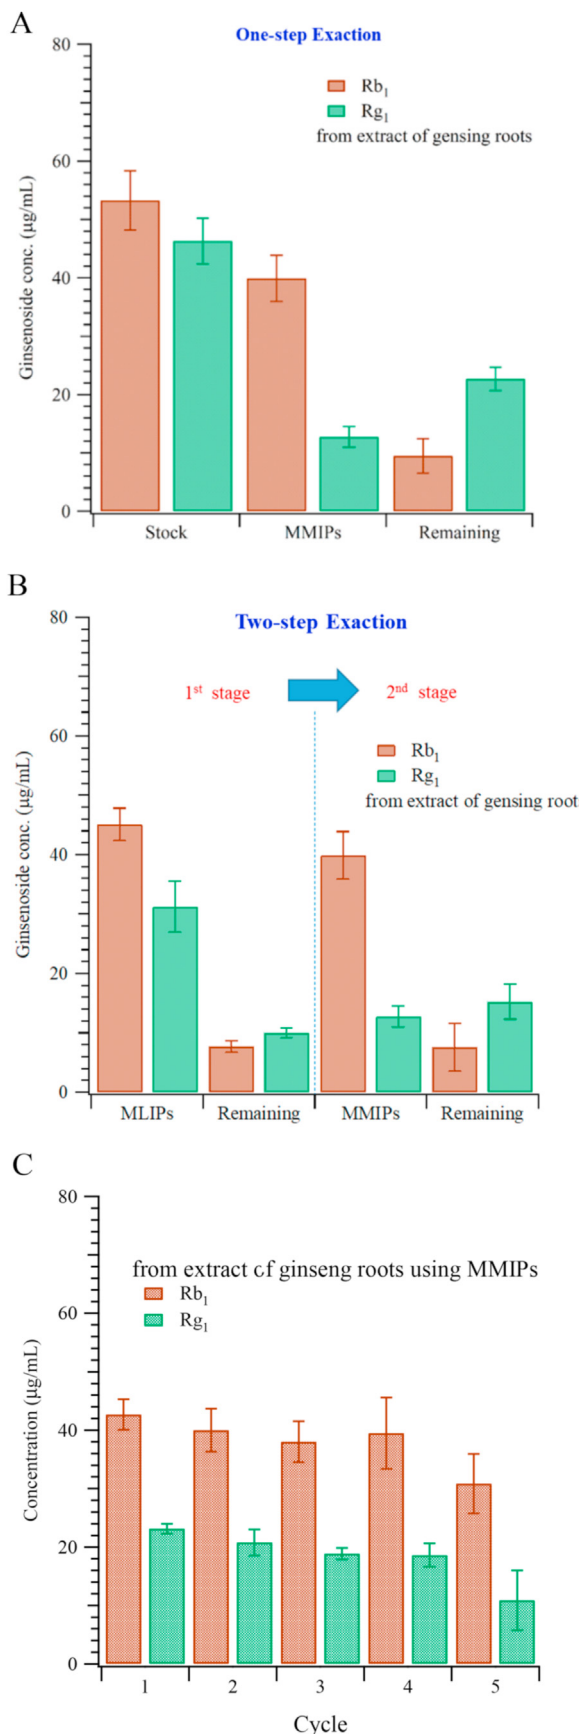 A
One-step Exaction
80
60
40
20
0
Ginsenoside conc. (μg/mL)
Rb₁
Rg₁
from extract of gensing roots
Stock MMIPs Remaining
B
Two-step Exaction
80
60
40
20
0
Ginsenoside conc. (μg/mL)
1st stage
2nd stage
Rb₁
Rg₁
from extract of gensing root
MLIPs Remaining MMIPs Remaining
C
80
60
40
20
0
Concentration (μg/mL)
from extract of ginseng roots using MMIPs
Rb₁
Rg₁
1 2 3 4 5
Cycle